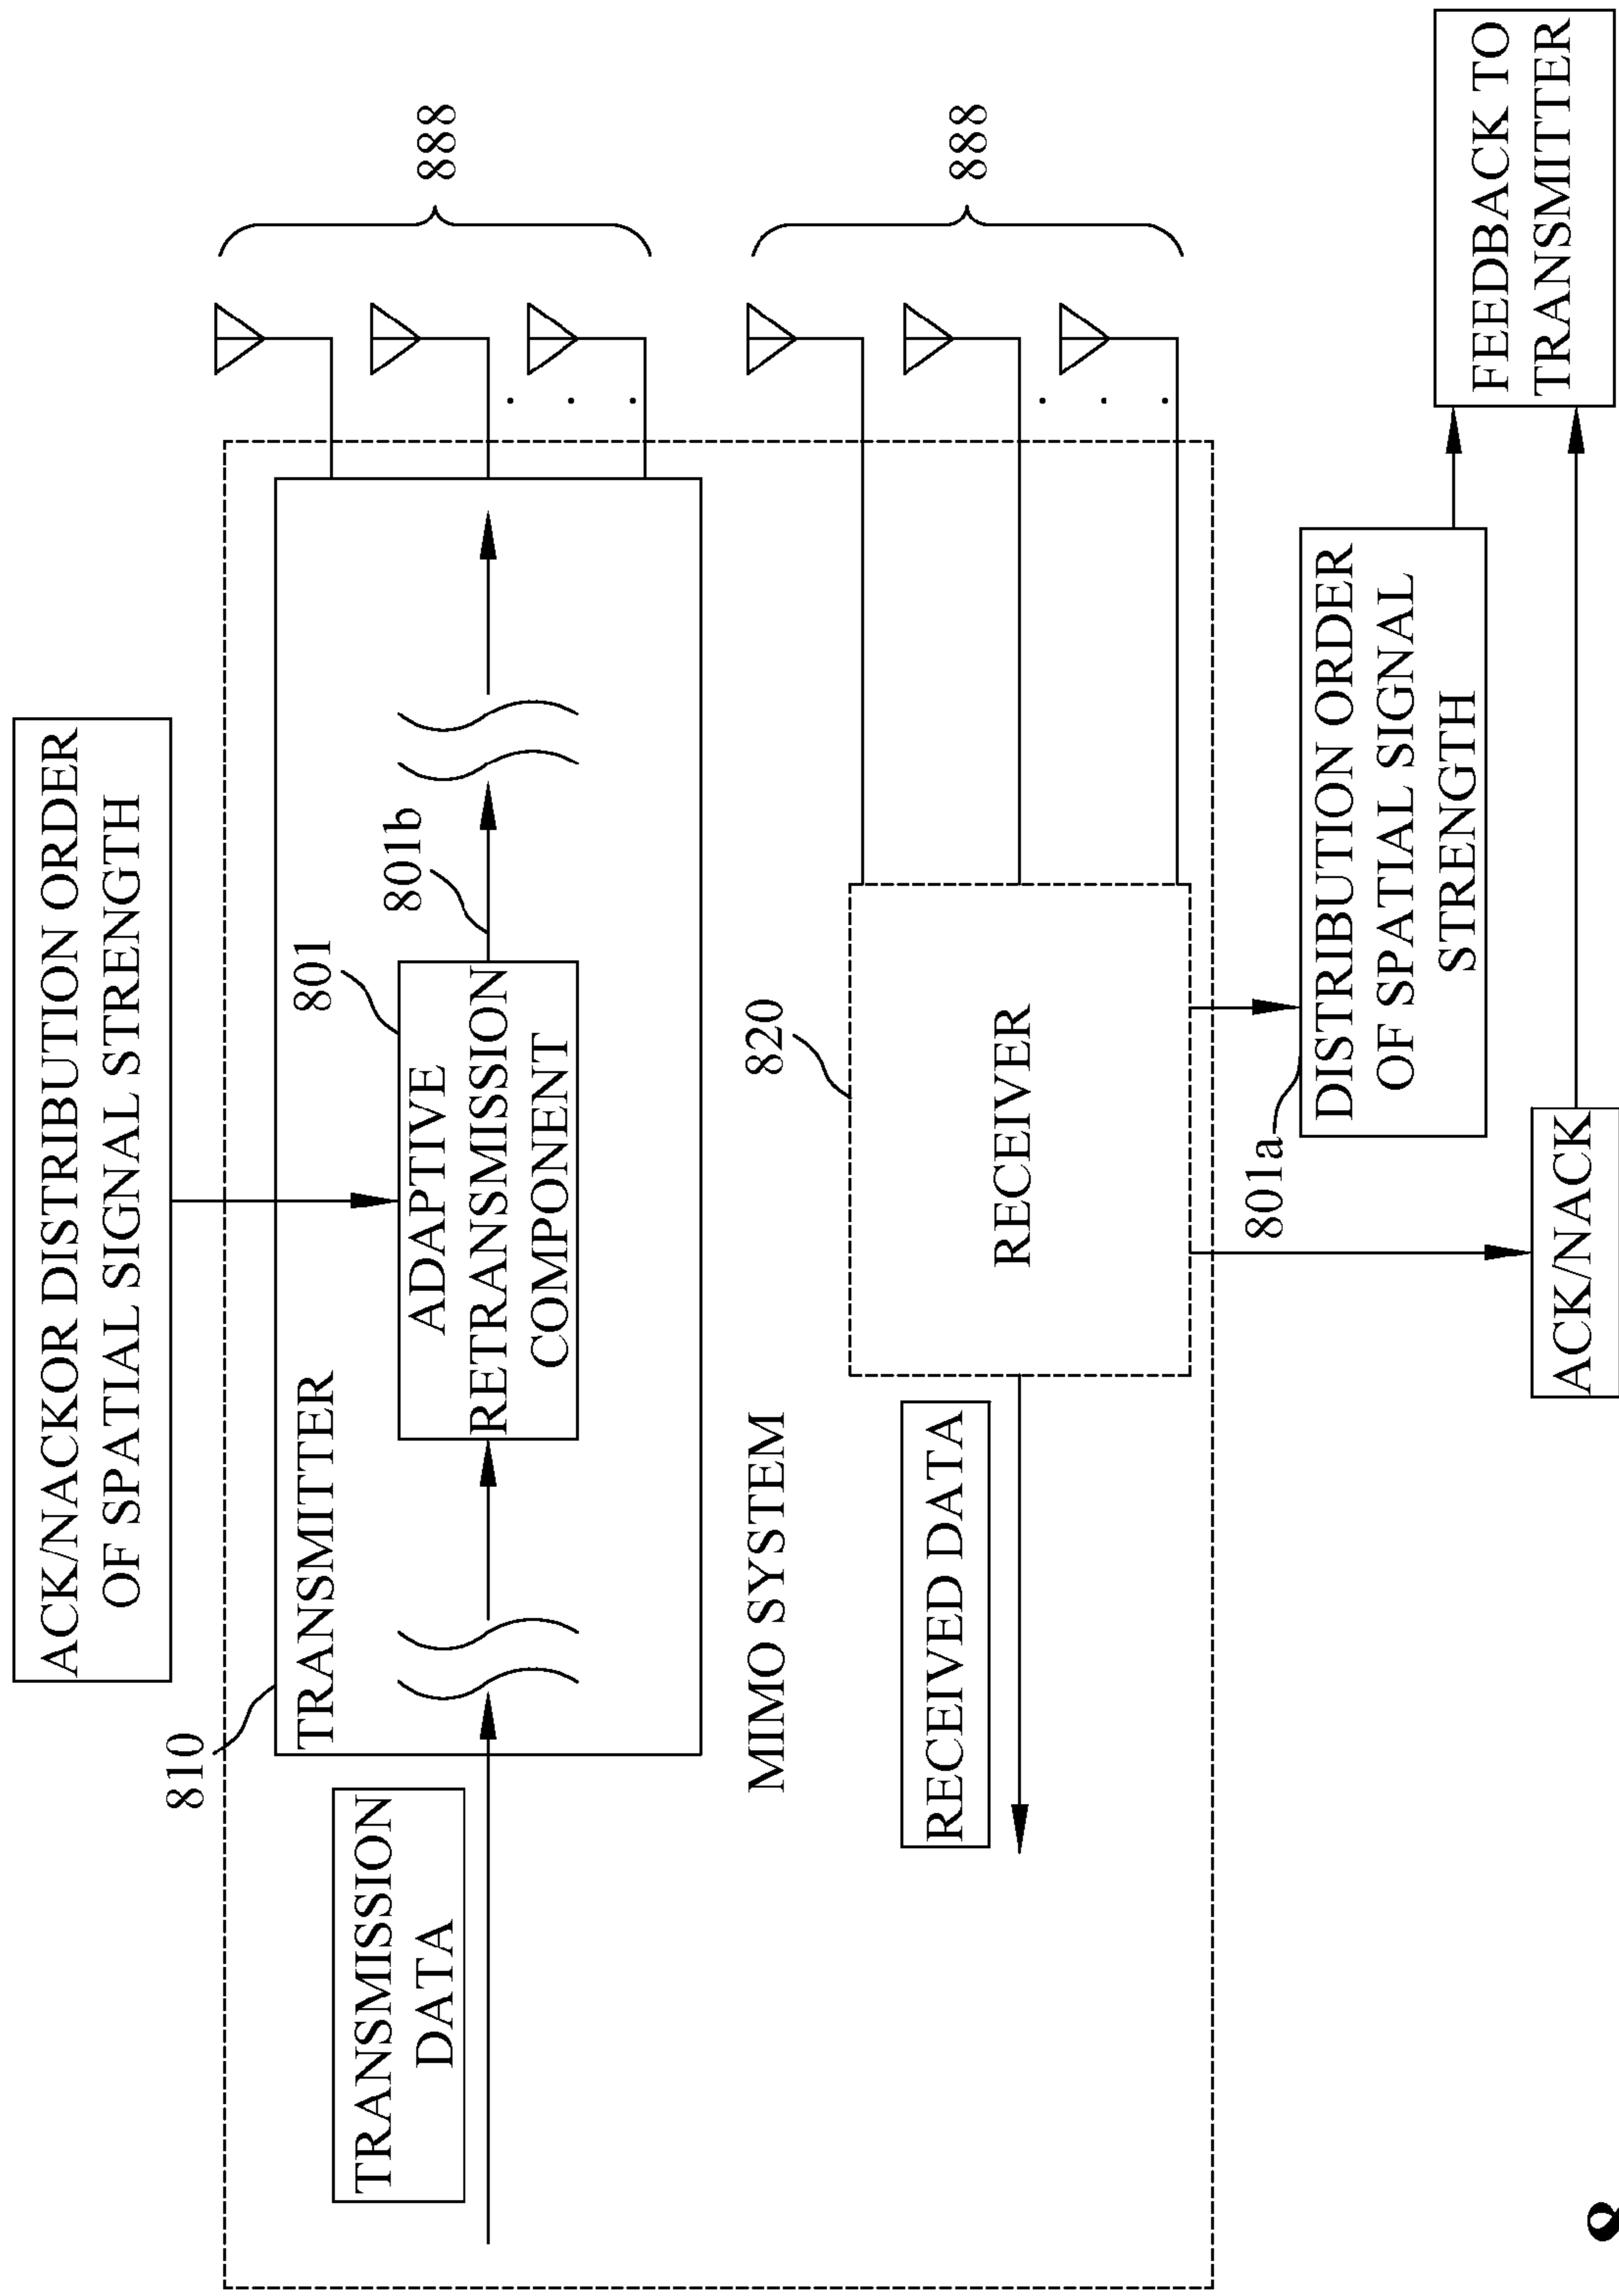 ACK/NACKOR DISTRIBUTION ORDER
OF SPATIAL SIGNAL STRENGTH
810
TRANSMITTER
801
TRANSMISSION
DATA
ADAPTIVE
RETRANSMISSION
COMPONENT
801b
888
MIMO SYSTEM
820
RECEIVED DATA
RECEIVER
888
801a
DISTRIBUTION ORDER
OF SPATIAL SIGNAL
STRENGTH
ACK/NACK
FEEDBACK TO
TRANSMITTER
8